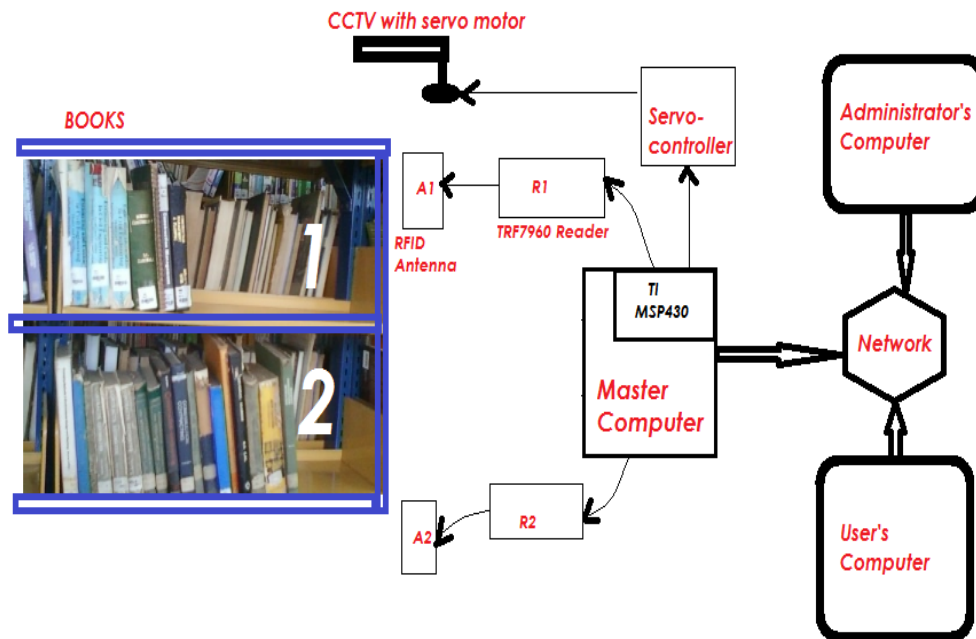 CCTV with servo motor
BOOKS
Servo-
controller
Administrator's
Computer
A1
R1
RFID
Antenna
TRF7960 Reader
1
TI
MSP430
Network
Master
Computer
2
A2
R2
User's
Computer